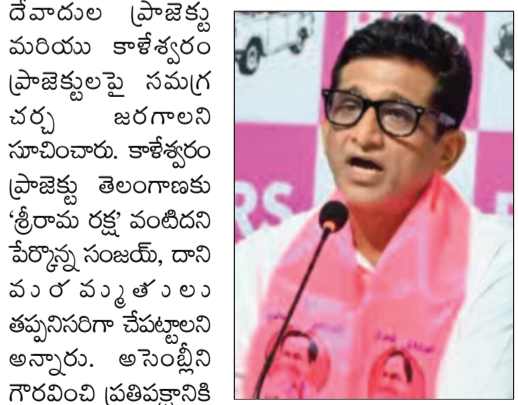 దేవాదుల ప్రాజెక్టు
మరియు కాళేశ్వరం
ప్రాజెక్టులపై సమగ్ర
చర్చ జరగాలని
సూచించారు. కాళేశ్వరం
ప్రాజెక్టు తెలంగాణకు
‘శ్రీరామ రక్ష’ వంటిదని
పేర్కొన్న సంజయ్, దాని
మరమ్మతులు
తప్పనిసరిగా చేపట్టాలని
అన్నారు. అసెంబ్లీని
గౌరవించి ప్రతిపక్షానికి
RS